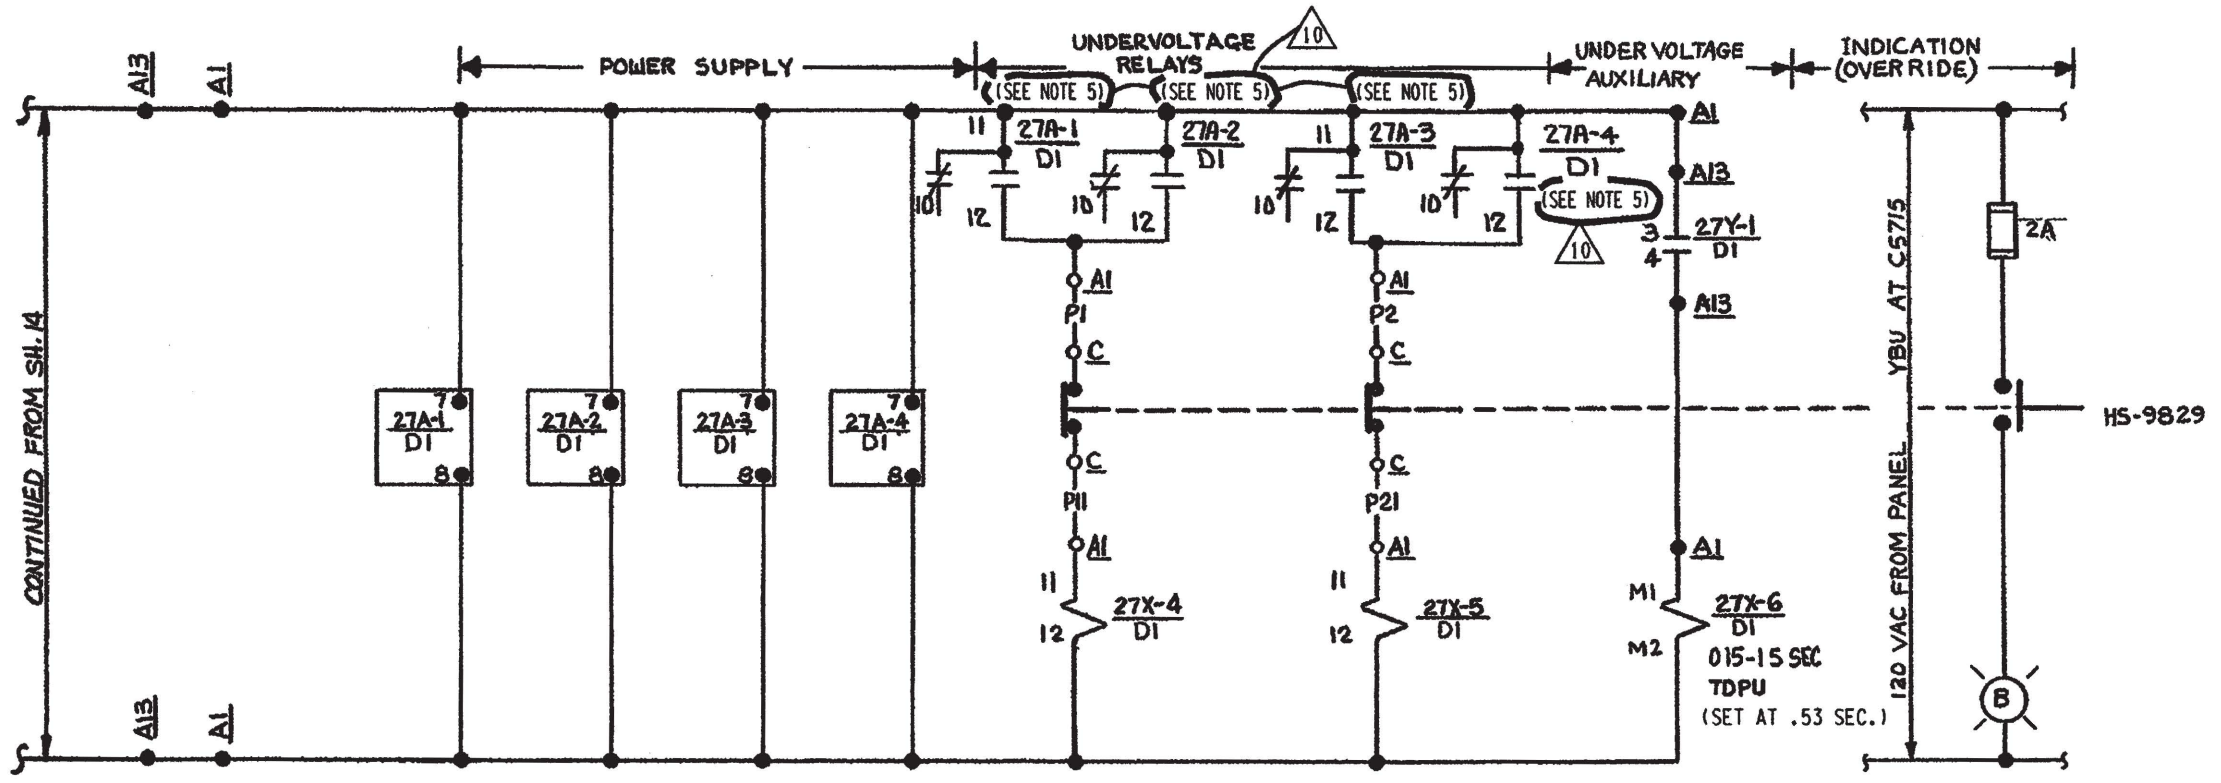 A13
A1
POWER SUPPLY
UNDERVOLTAGE
RELAYS
10
UNDERVOLTAGE
AUXILIARY
INDICATION
(OVERRIDE)
(SEE NOTE 5)
(SEE NOTE 5)
(SEE NOTE 5)
11
27A-1
D1
10
12
27A-2
D1
10
12
11
27A-3
D1
10
12
27A-4
D1
(SEE NOTE 5)
10
10
12
A1
A13
3
4
27Y-1
D1
A13
2A
A1
P1
C
A1
P2
C
CONTINUED FROM SH. 14
7
27A-1
D1
8
7
27A-2
D1
8
7
27A-3
D1
8
7
27A-4
D1
8
120 VAC FROM PANEL YBU AT C5715
HS-9829
C
P11
A1
C
P21
A1
A1
11
12
27X-4
D1
11
12
27X-5
D1
M1
M2
27X-6
D1
015-15 SEC
TDPU
(SET AT .53 SEC.)
B
A13
A1